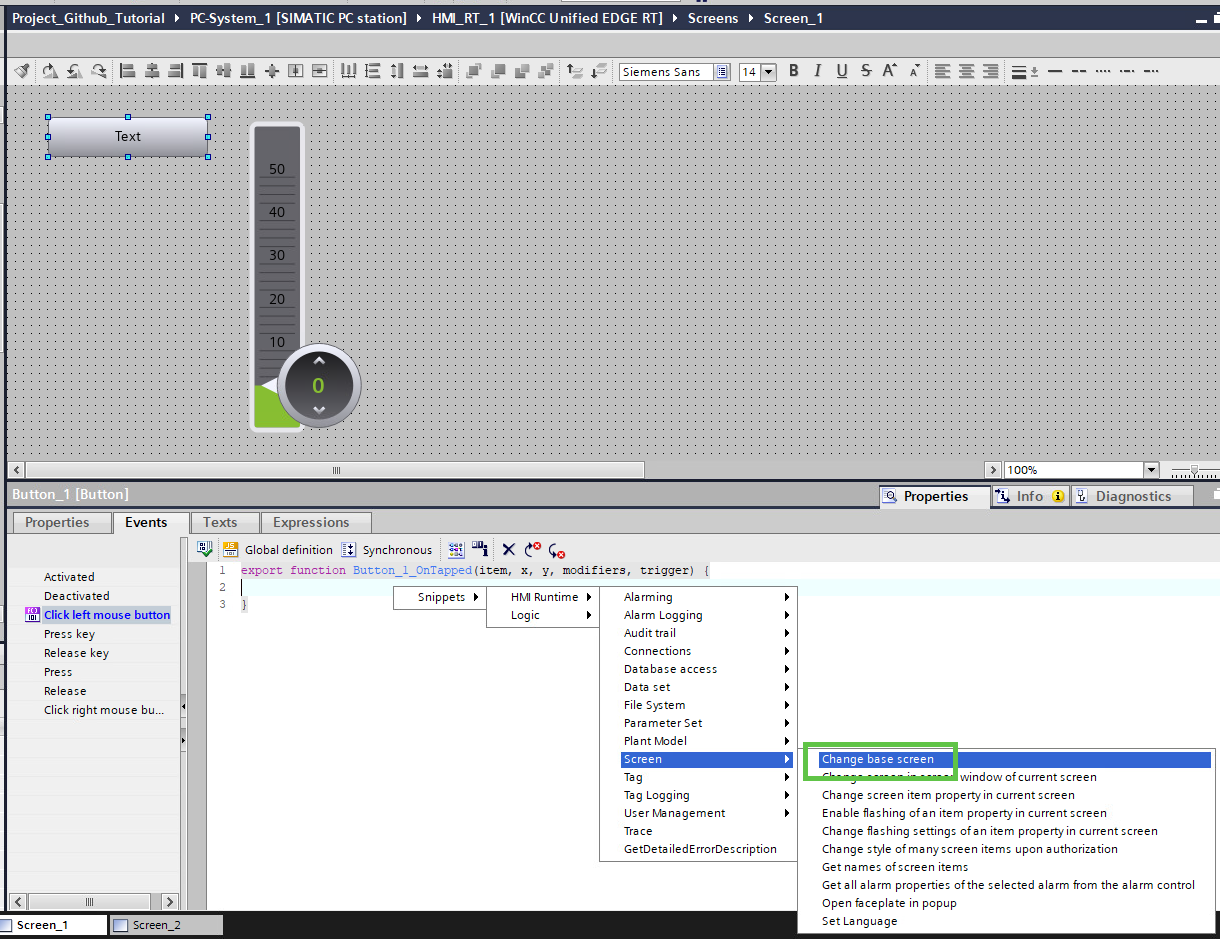 Project_Github_Tutorial PC-System_1 [SIMATIC PC station] HMI_RT_1 [WinCC Unified EDGE RT] Screens Screen_1
Siemens Sans 14 B I U S A A
Text
50
40
30
20
10
0
100%
Button_1 [Button]
Properties Info Diagnostics
Properties Events Texts Expressions
Global definition Synchronous
Activated
Deactivated
Click left mouse button
Press key
Release key
Press
Release
Click right mouse bu...
1 export function Button_1_OnTapped(item, x, y, modifiers, trigger) {
2
3 }
Snippets
HMI Runtime
Logic
Alarming
Alarm Logging
Audit trail
Connections
Database access
Data set
File System
Parameter Set
Plant Model
Screen
Tag
Tag Logging
User Management
Trace
GetDetailedErrorDescription
Change base screen
Change screen in screen window of current screen
Change screen item property in current screen
Enable flashing of an item property in current screen
Change flashing settings of an item property in current screen
Change style of many screen items upon authorization
Get names of screen items
Get all alarm properties of the selected alarm from the alarm control
Open faceplate in popup
Set Language
Screen_1 Screen_2